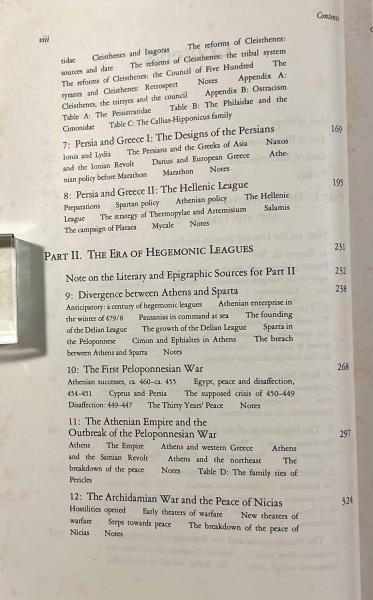 viii
Contents
tidae Cleisthenes and Isagoras The reforms of Cleisthenes:
sources and date The reforms of Cleisthenes: the tribal system
The reforms of Cleisthenes: the Council of Five Hundred The
tyrants and Cleisthenes: Retrospect Notes Appendix A:
Cleisthenes, the trittyes and the council Appendix B: Ostracism
Table A: The Peisistratidae Table B: The Philaidae and the
Cimonidae Table C: The Callias-Hipponicus family
7: Persia and Greece I: The Designs of the Persians 169
Ionia and Lydia The Persians and the Greeks of Asia Naxos
and the Ionian Revolt Darius and European Greece Athe-
nian policy before Marathon Marathon Notes
8: Persia and Greece II: The Hellenic League 195
Preparations Spartan policy Athenian policy The Hellenic
League The strategy of Thermopylae and Artemisium Salamis
The campaign of Plataea Mycale Notes
PART II. THE ERA OF HEGEMONIC LEAGUES 231
Note on the Literary and Epigraphic Sources for Part II 232
9: Divergence between Athens and Sparta 238
Anticipatory: a century of hegemonic leagues Athenian enterprise in
the winter of 479/8 Pausanias in command at sea The founding
of the Delian League The growth of the Delian League Sparta in
the Peloponnese Cimon and Ephialtes in Athens The breach
between Athens and Sparta Notes
10: The First Peloponnesian War 268
Athenian successes, ca. 460-ca. 455 Egypt, peace and disaffection,
454-451 Cyprus and Persia The supposed crisis of 450-449
Disaffection: 449-447 The Thirty Years' Peace Notes
11: The Athenian Empire and the
Outbreak of the Peloponnesian War 297
Athens The Empire Athens and western Greece Athens
and the Samian Revolt Athens and the northeast The
breakdown of the peace Notes Table D: The family ties of
Pericles
12: The Archidamian War and the Peace of Nicias 324
Hostilities opened Early theaters of warfare New theaters of
warfare Steps towards peace The breakdown of the peace of
Nicias Notes